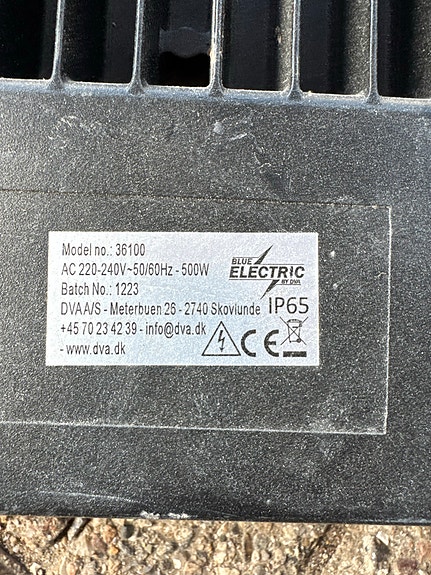 Model no.: 36100
AC 220-240V~50/60Hz - 500W
Batch No.: 1223
DVA A/S - Meterbuen 26 - 2740 Skovlunde
+45 70 23 42 39 - info@dva.dk
- www.dva.dk
BLUE
ELECTRIC
BY DVA
IP65
CE